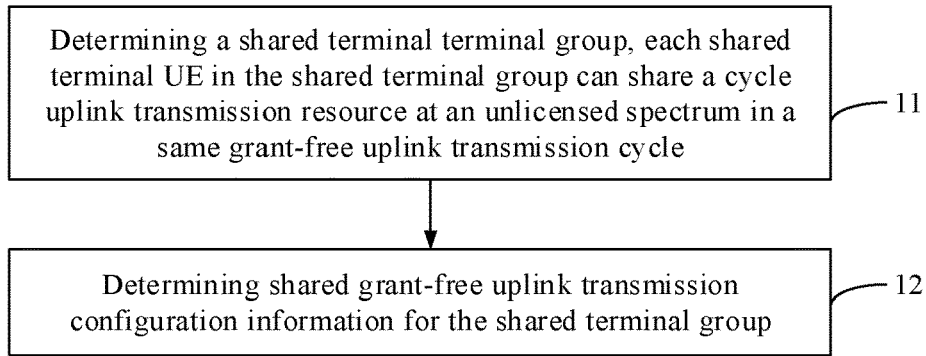 Determining a shared terminal terminal group, each shared
terminal UE in the shared terminal group can share a cycle
uplink transmission resource at an unlicensed spectrum in a
same grant-free uplink transmission cycle
11
Determining shared grant-free uplink transmission
configuration information for the shared terminal group
12